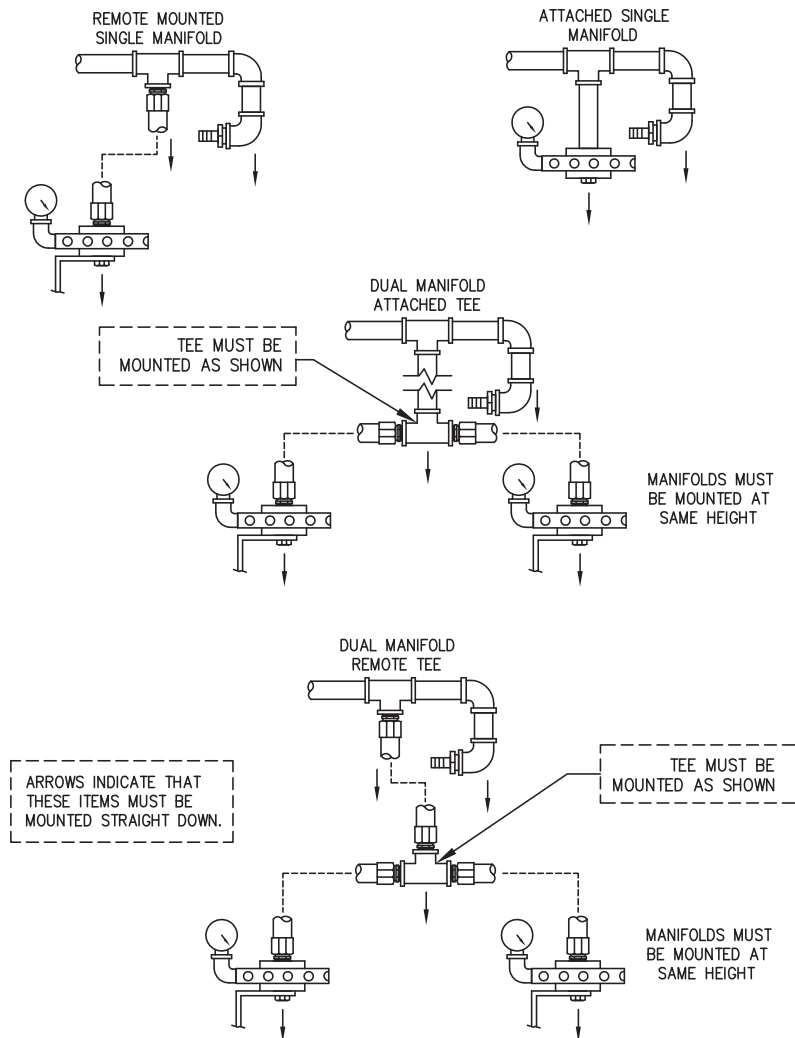 REMOTE MOUNTED
SINGLE MANIFOLD
ATTACHED SINGLE
MANIFOLD
DUAL MANIFOLD
ATTACHED TEE
TEE MUST BE
MOUNTED AS SHOWN
MANIFOLDS MUST
BE MOUNTED AT
SAME HEIGHT
DUAL MANIFOLD
REMOTE TEE
ARROWS INDICATE THAT
THESE ITEMS MUST BE
MOUNTED STRAIGHT DOWN.
TEE MUST BE
MOUNTED AS SHOWN
MANIFOLDS MUST
BE MOUNTED AT
SAME HEIGHT